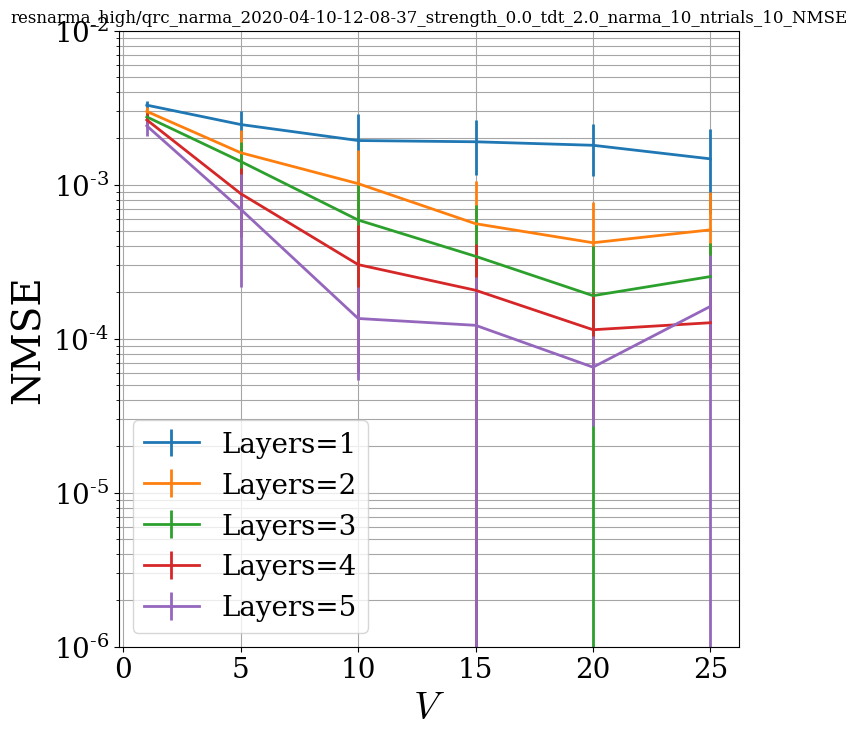 resnarma_high/qrc_narma_2020-04-10-12-08-37_strength_0.0_tdt_2.0_narma_10_ntrials_10_NMSE
10⁻²
10⁻³
10⁻⁴
10⁻⁵
10⁻⁶
NMSE
Layers=1
Layers=2
Layers=3
Layers=4
Layers=5
0 5 10 15 20 25
V